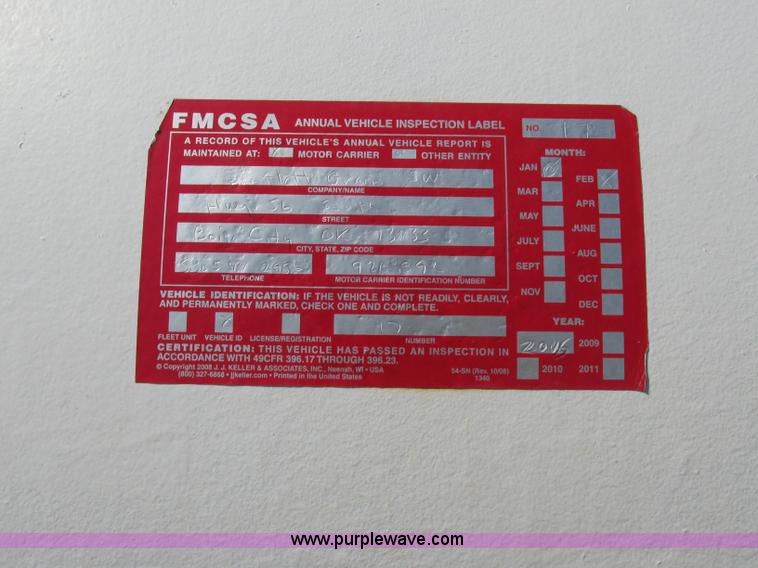 FMCSA ANNUAL VEHICLE INSPECTION LABEL
NO.
A RECORD OF THIS VEHICLE'S ANNUAL VEHICLE REPORT IS
MAINTAINED AT: MOTOR CARRIER OTHER ENTITY
COMPANY/NAME
Hwy 56
STREET
City OK
CITY, STATE, ZIP CODE
TELEPHONE MOTOR CARRIER IDENTIFICATION NUMBER
VEHICLE IDENTIFICATION: IF THE VEHICLE IS NOT READILY, CLEARLY,
AND PERMANENTLY MARKED, CHECK ONE AND COMPLETE.
17
FLEET UNIT VEHICLE ID LICENSE/REGISTRATION NUMBER
CERTIFICATION: THIS VEHICLE HAS PASSED AN INSPECTION IN
ACCORDANCE WITH 49CFR 396.17 THROUGH 396.23.
© Copyright 2008 J. J. KELLER & ASSOCIATES, INC., Neenah, WI • USA
(800) 327-6868 • jjkeller.com • Printed in the United States
54-SN (Rev. 10/08)
1340
MONTH:
JAN FEB
MAR APR
MAY JUNE
JULY AUG
SEPT OCT
NOV DEC
YEAR:
2009
2010 2011
www.purplewave.com